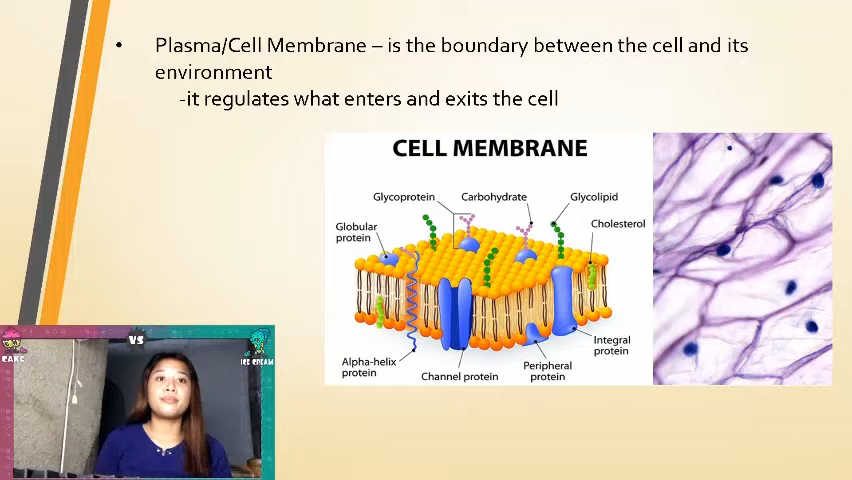 • Plasma/Cell Membrane – is the boundary between the cell and its
environment
-it regulates what enters and exits the cell
CELL MEMBRANE
Glycoprotein
Carbohydrate
Glycolipid
Globular
protein
Cholesterol
Alpha-helix
protein
Channel protein
Peripheral
protein
Integral
protein
CAKE
VS
ICE CREAM